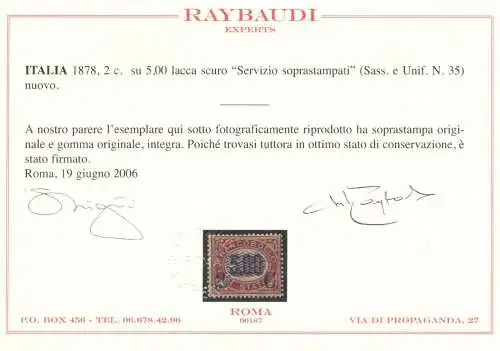 RAYBAUDI
EXPERTS
ITALIA 1878, 2 c. su 5,00 lacca scuro “Servizio soprastampati” (Sass. e Unif. N. 35)
nuovo.
A nostro parere l’esemplare qui sotto fotograficamente riprodotto ha soprastampa origi-
nale e gomma originale, integra. Poiché trovasi tuttora in ottimo stato di conservazione, è
stato firmato.
Roma, 19 giugno 2006
P.O. BOX 456 - TEL. 06.678.42.96
ROMA
00187
VIA DI PROPAGANDA, 27